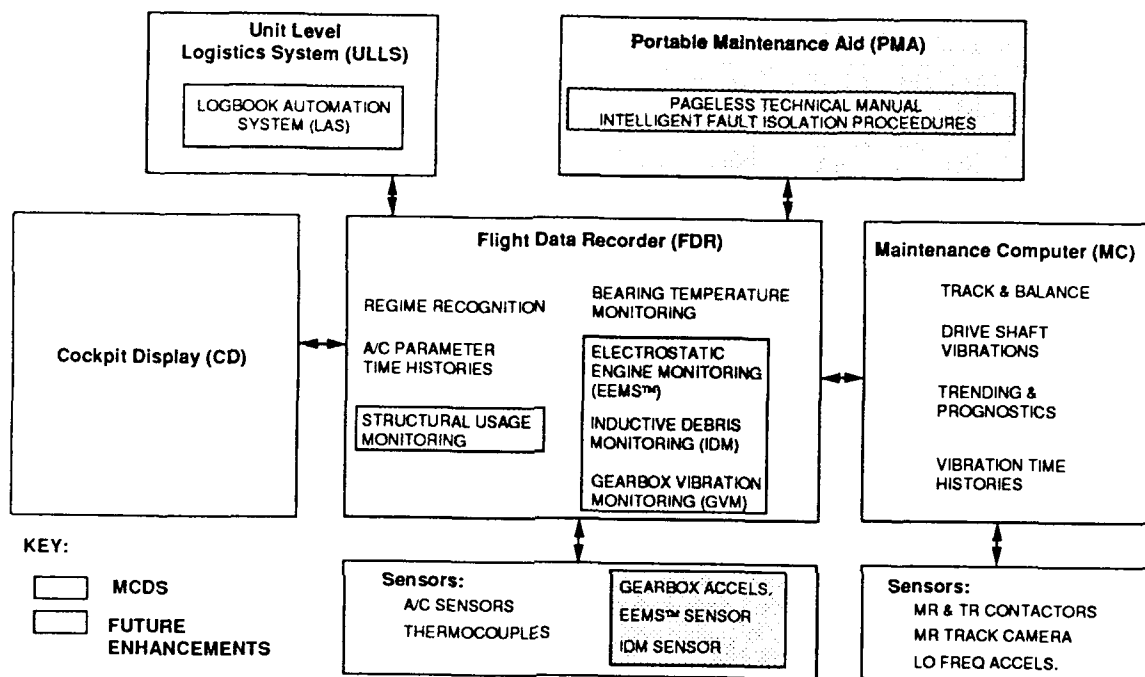 Unit Level
Logistics System (ULLS)
LOGBOOK AUTOMATION
SYSTEM (LAS)
Portable Maintenance Aid (PMA)
PAGELESS TECHNICAL MANUAL
INTELLIGENT FAULT ISOLATION PROCEEDURES
Cockpit Display (CD)
Flight Data Recorder (FDR)
REGIME RECOGNITION
A/C PARAMETER
TIME HISTORIES
STRUCTURAL USAGE
MONITORING
BEARING TEMPERATURE
MONITORING
ELECTROSTATIC
ENGINE MONITORING
(EEMS™)
INDUCTIVE DEBRIS
MONITORING (IDM)
GEARBOX VIBRATION
MONITORING (GVM)
Maintenance Computer (MC)
TRACK & BALANCE
DRIVE SHAFT
VIBRATIONS
TRENDING &
PROGNOSTICS
VIBRATION TIME
HISTORIES
KEY:
MCDS
FUTURE
ENHANCEMENTS
Sensors:
A/C SENSORS
THERMOCOUPLES
GEARBOX ACCELS.
EEMS™ SENSOR
IDM SENSOR
Sensors:
MR & TR CONTACTORS
MR TRACK CAMERA
LO FREQ ACCELS.